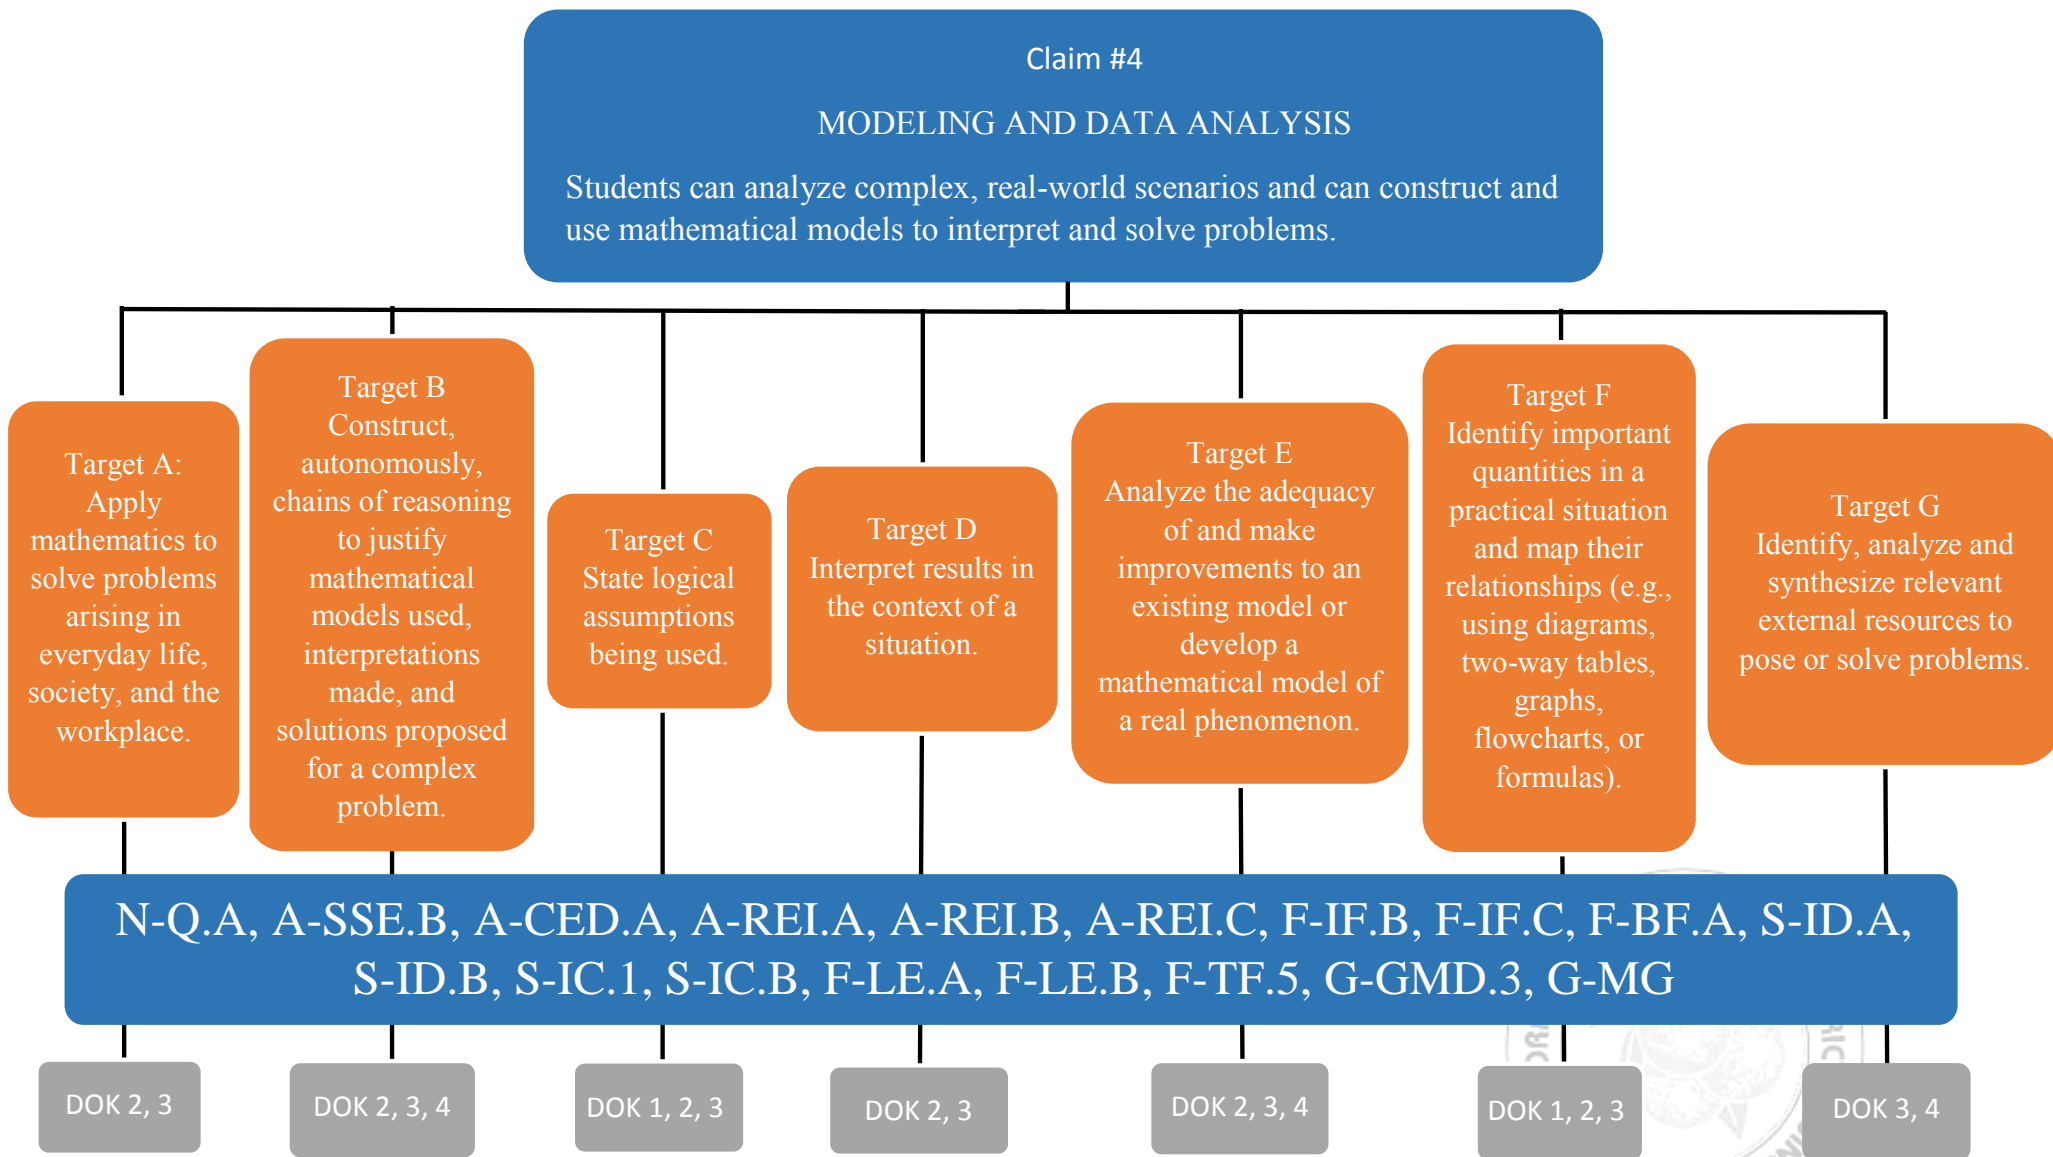 Claim #4
MODELING AND DATA ANALYSIS
Students can analyze complex, real-world scenarios and can construct and
use mathematical models to interpret and solve problems.
Target A:
Apply
mathematics to
solve problems
arising in
everyday life,
society, and the
workplace.
Target B
Construct,
autonomously,
chains of reasoning
to justify
mathematical
models used,
interpretations
made, and
solutions proposed
for a complex
problem.
Target C
State logical
assumptions
being used.
Target D
Interpret results in
the context of a
situation.
Target E
Analyze the adequacy
of and make
improvements to an
existing model or
develop a
mathematical model of
a real phenomenon.
Target F
Identify important
quantities in a
practical situation
and map their
relationships (e.g.,
using diagrams,
two-way tables,
graphs,
flowcharts, or
formulas).
Target G
Identify, analyze and
synthesize relevant
external resources to
pose or solve problems.
N-Q.A, A-SSE.B, A-CED.A, A-REI.A, A-REI.B, A-REI.C, F-IF.B, F-IF.C, F-BF.A, S-ID.A,
S-ID.B, S-IC.1, S-IC.B, F-LE.A, F-LE.B, F-TF.5, G-GMD.3, G-MG
DOK 2, 3
DOK 2, 3, 4
DOK 1, 2, 3
DOK 2, 3
DOK 2, 3, 4
DOK 1, 2, 3
DOK 3, 4